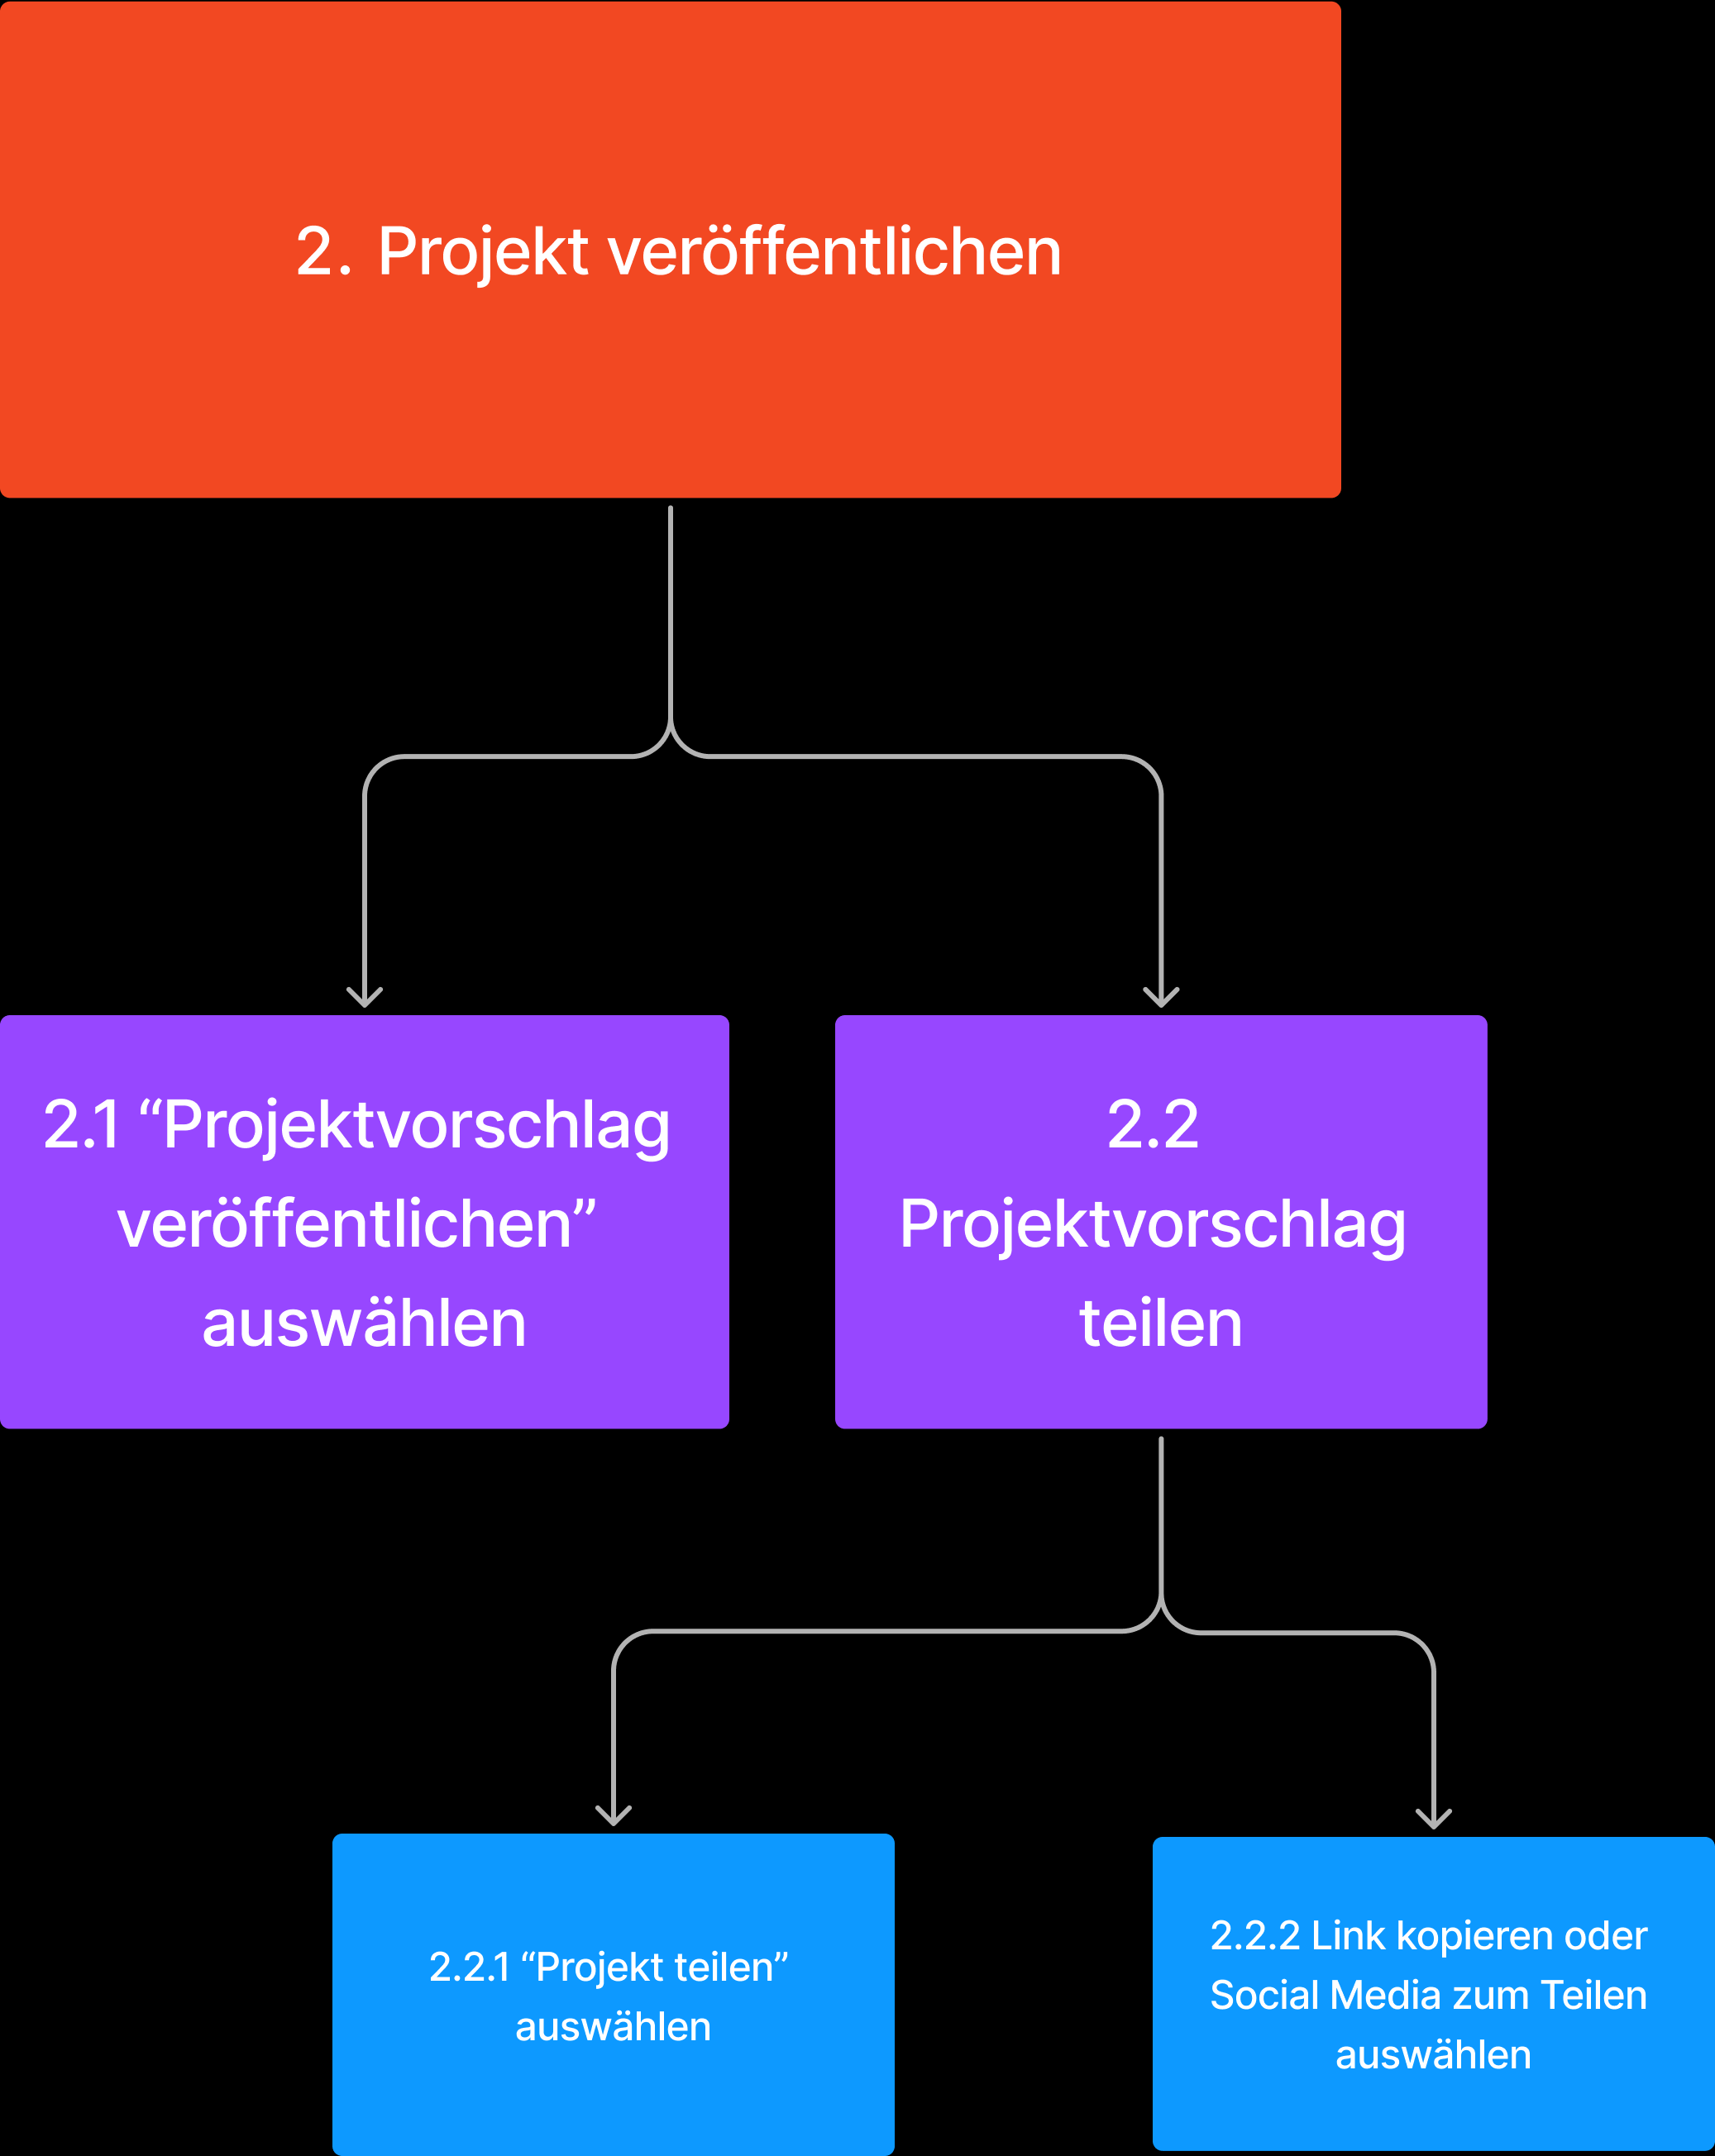 2. Projekt veröffentlichen
2.1 “Projektvorschlag
veröffentlichen”
auswählen
2.2
Projektvorschlag
teilen
2.2.1 “Projekt teilen”
auswählen
2.2.2 Link kopieren oder
Social Media zum Teilen
auswählen